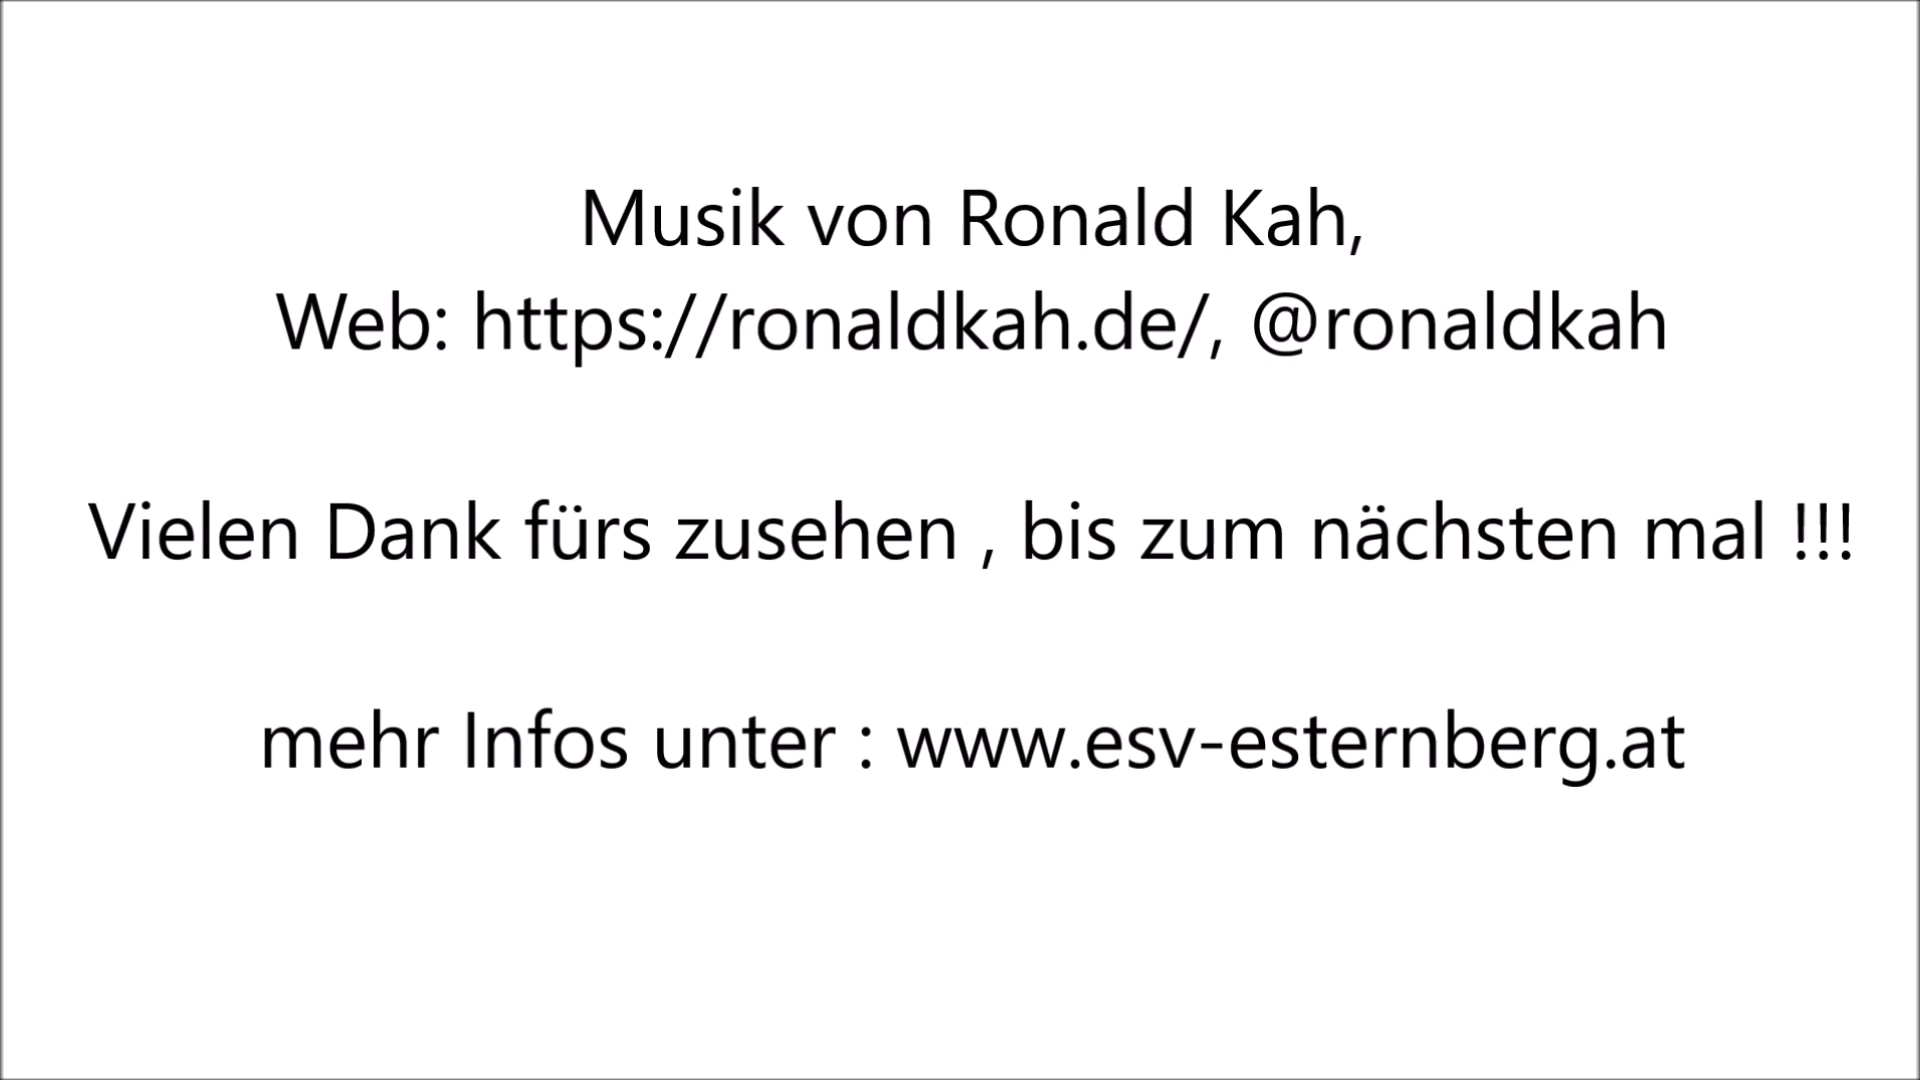 Musik von Ronald Kah,
Web: https://ronaldkah.de/, @ronaldkah
Vielen Dank fürs zusehen , bis zum nächsten mal !!!
mehr Infos unter : www.esv-esternberg.at